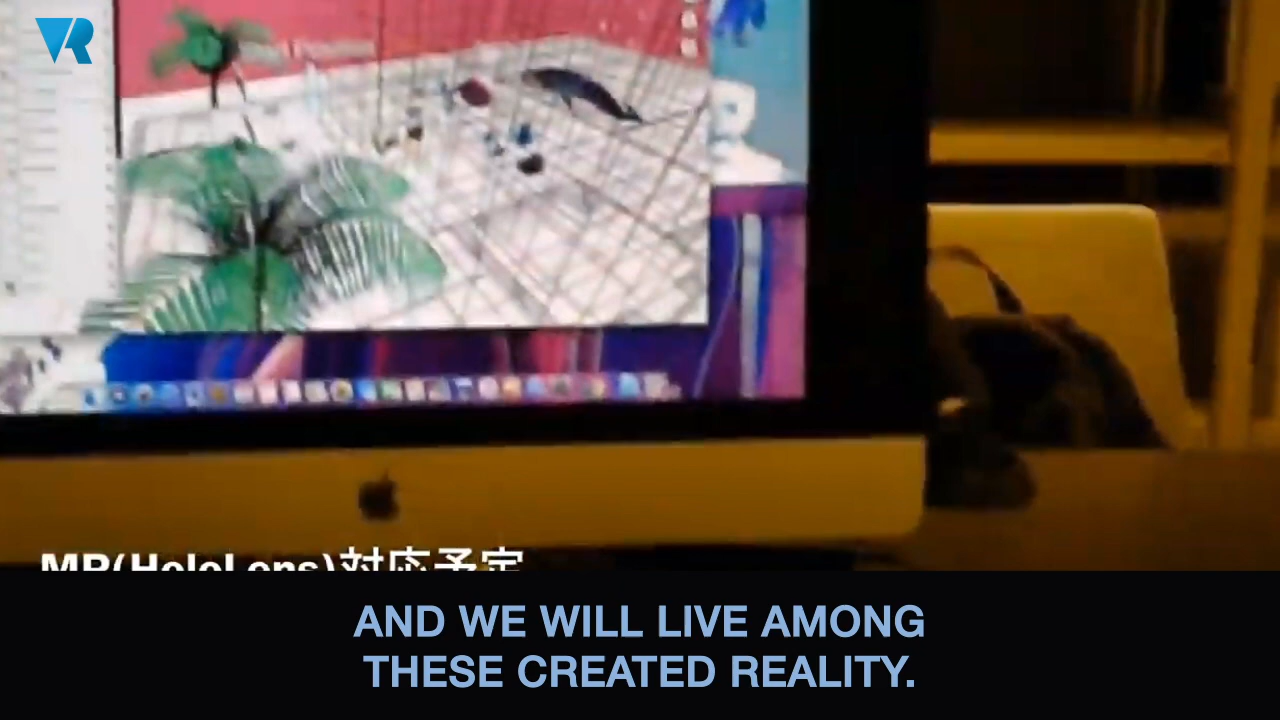 VR
MR(HoloLens)対応予定
AND WE WILL LIVE AMONG
THESE CREATED REALITY.